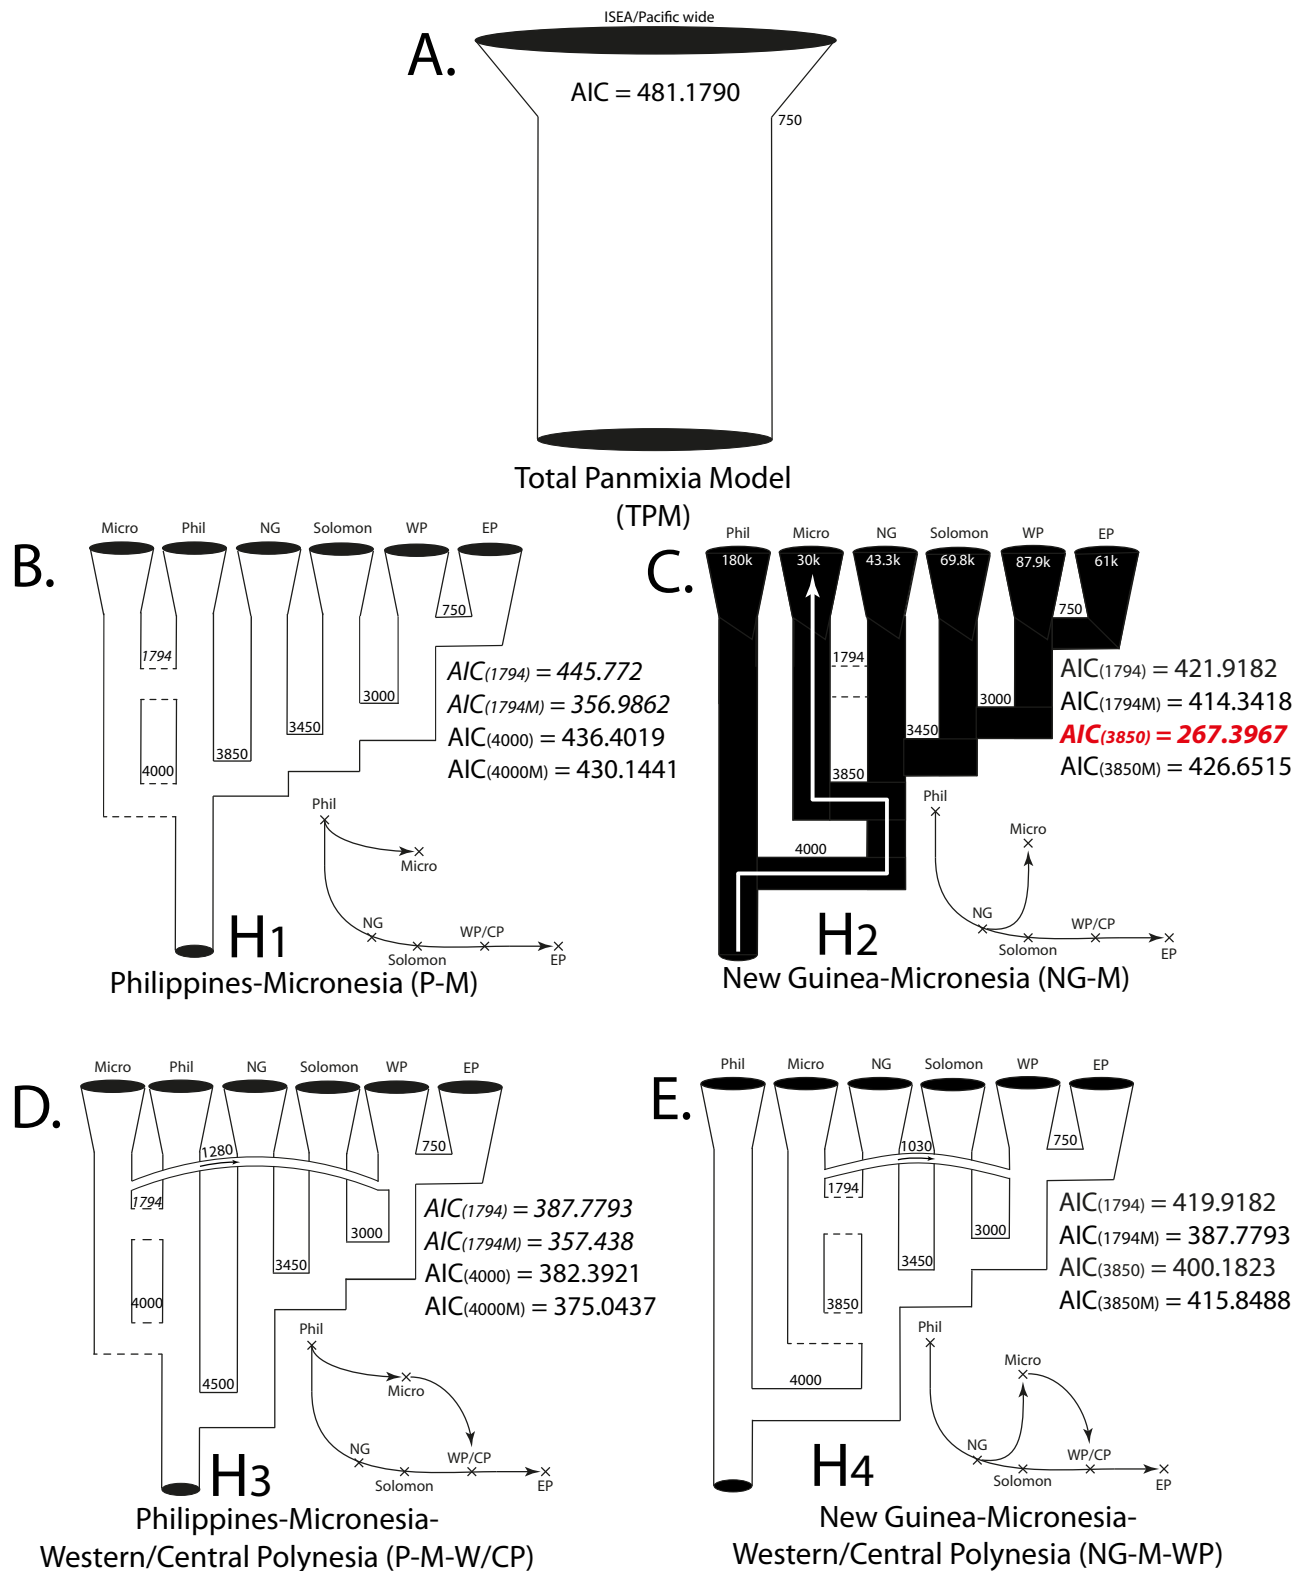 ISEA/Pacific wide
A.
AIC = 481.1790
750
Total Panmixia Model
(TPM)
B.
Micro Phil NG Solomon WP EP
750
1794
3000
3450
3850
4000
AIC(1794) = 445.772
AIC(1794M) = 356.9862
AIC(4000) = 436.4019
AIC(4000M) = 430.1441
Phil
Micro
NG
WP/CP
Solomon
EP
H1
Philippines-Micronesia (P-M)
C.
Phil Micro NG Solomon WP EP
180k 30k 43.3k 69.8k 87.9k 61k
750
1794
3000
3450
3850
4000
AIC(1794) = 421.9182
AIC(1794M) = 414.3418
AIC(3850) = 267.3967
AIC(3850M) = 426.6515
Phil
Micro
NG
WP/CP
Solomon
EP
H2
New Guinea-Micronesia (NG-M)
D.
Micro Phil NG Solomon WP EP
750
1280
1794
3000
3450
4000
4500
AIC(1794) = 387.7793
AIC(1794M) = 357.438
AIC(4000) = 382.3921
AIC(4000M) = 375.0437
Phil
Micro
NG
WP/CP
Solomon
EP
H3
Philippines-Micronesia-
Western/Central Polynesia (P-M-W/CP)
E.
Phil Micro NG Solomon WP EP
750
1030
1794
3000
3450
3850
4000
AIC(1794) = 419.9182
AIC(1794M) = 387.7793
AIC(3850) = 400.1823
AIC(3850M) = 415.8488
Phil
Micro
NG
WP/CP
Solomon
EP
H4
New Guinea-Micronesia-
Western/Central Polynesia (NG-M-WP)